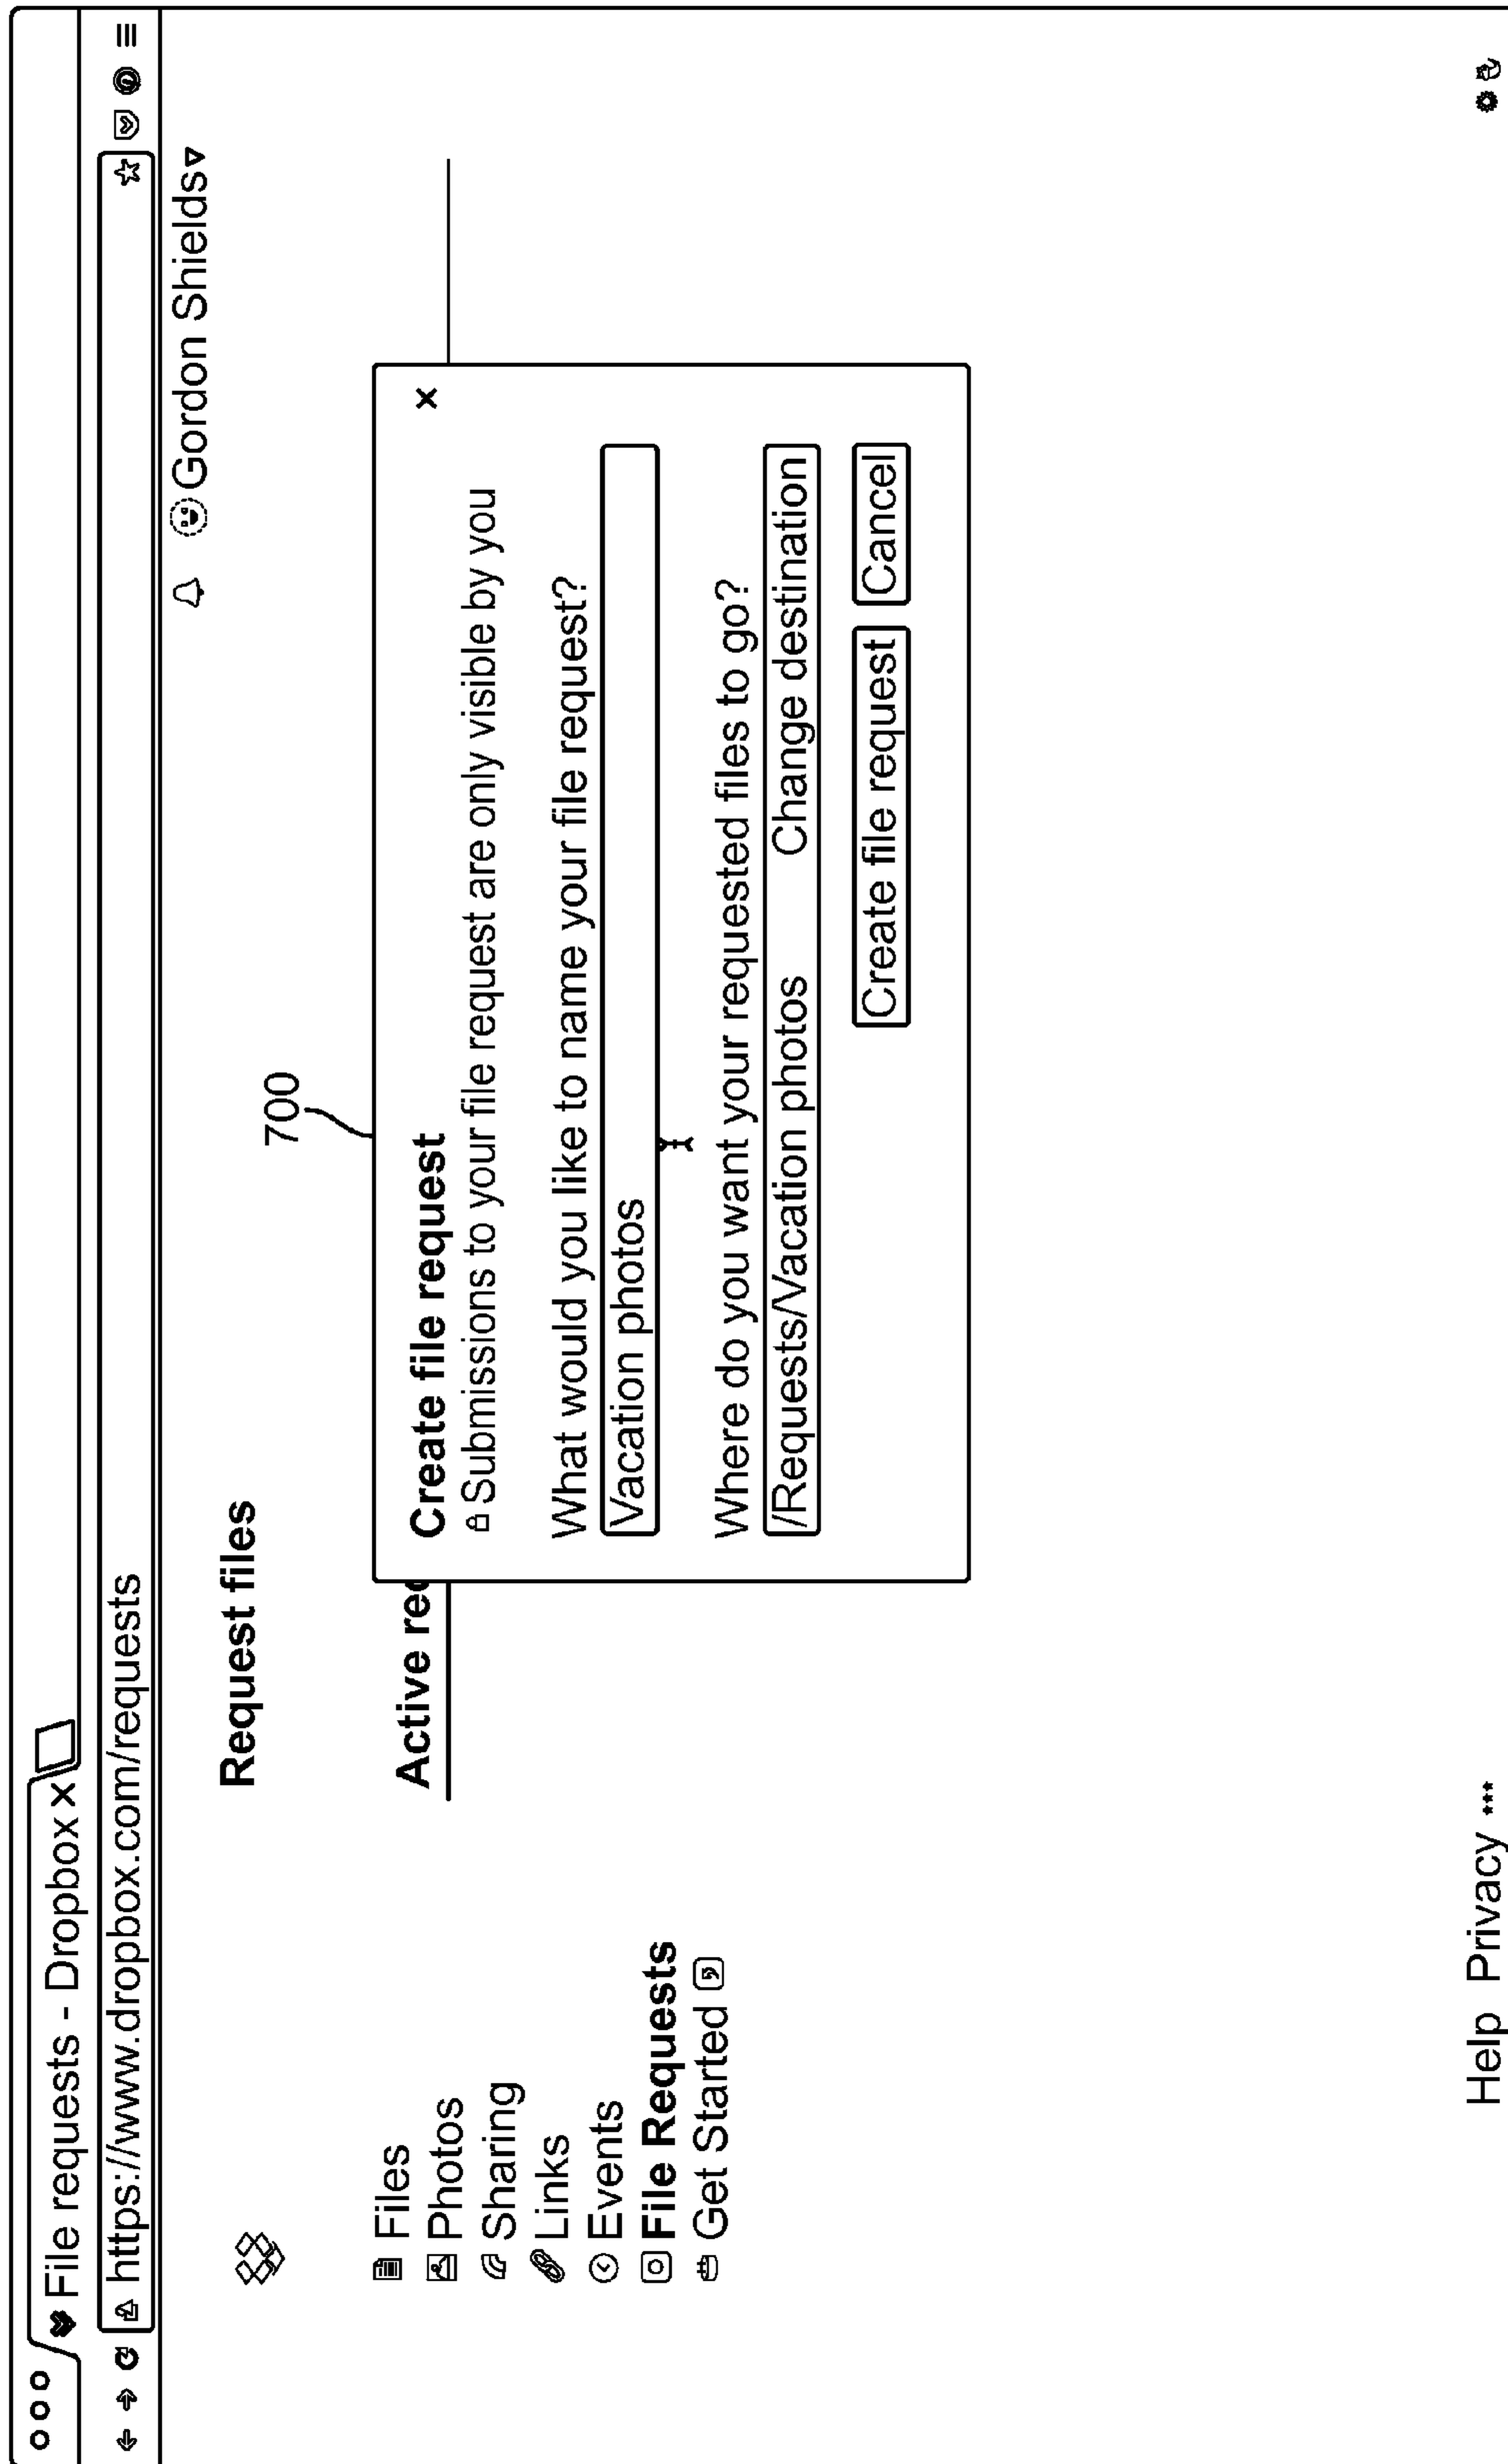 File requests - Dropbox
https://www.dropbox.com/requests
Gordon Shields
Request files
700
Files
Photos
Sharing
Links
Events
File Requests
Get Started
Active req
Create file request
Submissions to your file request are only visible by you
What would you like to name your file request?
Vacation photos
Where do you want your requested files to go?
/Requests/Vacation photos Change destination
Create file request Cancel
Help Privacy